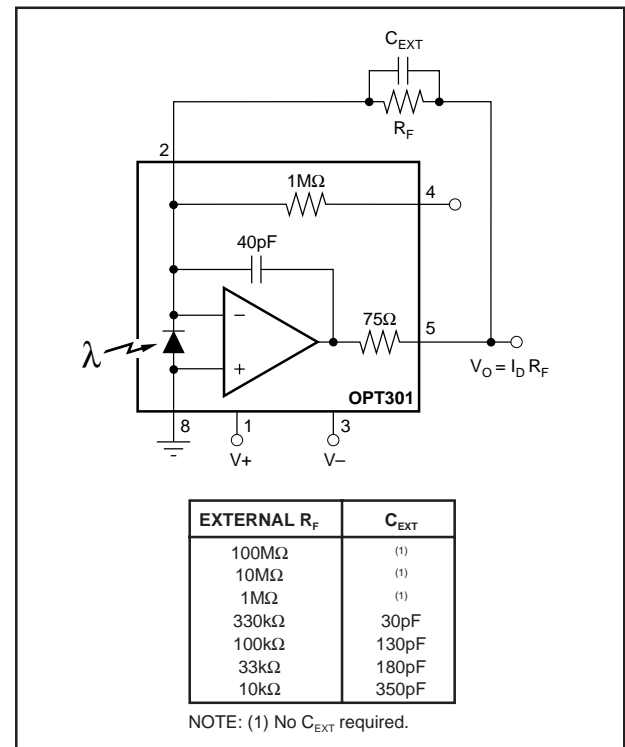 C_EXT
R_F
2
1MΩ
4
40pF
75Ω
5
λ
−
+
V_O = I_D R_F
OPT301
8
1
3
V+
V–
EXTERNAL R_F C_EXT
100MΩ (1)
10MΩ (1)
1MΩ (1)
330kΩ 30pF
100kΩ 130pF
33kΩ 180pF
10kΩ 350pF
NOTE: (1) No C_EXT required.